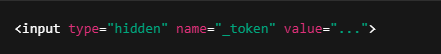 <input type="hidden" name="_token" value="...">